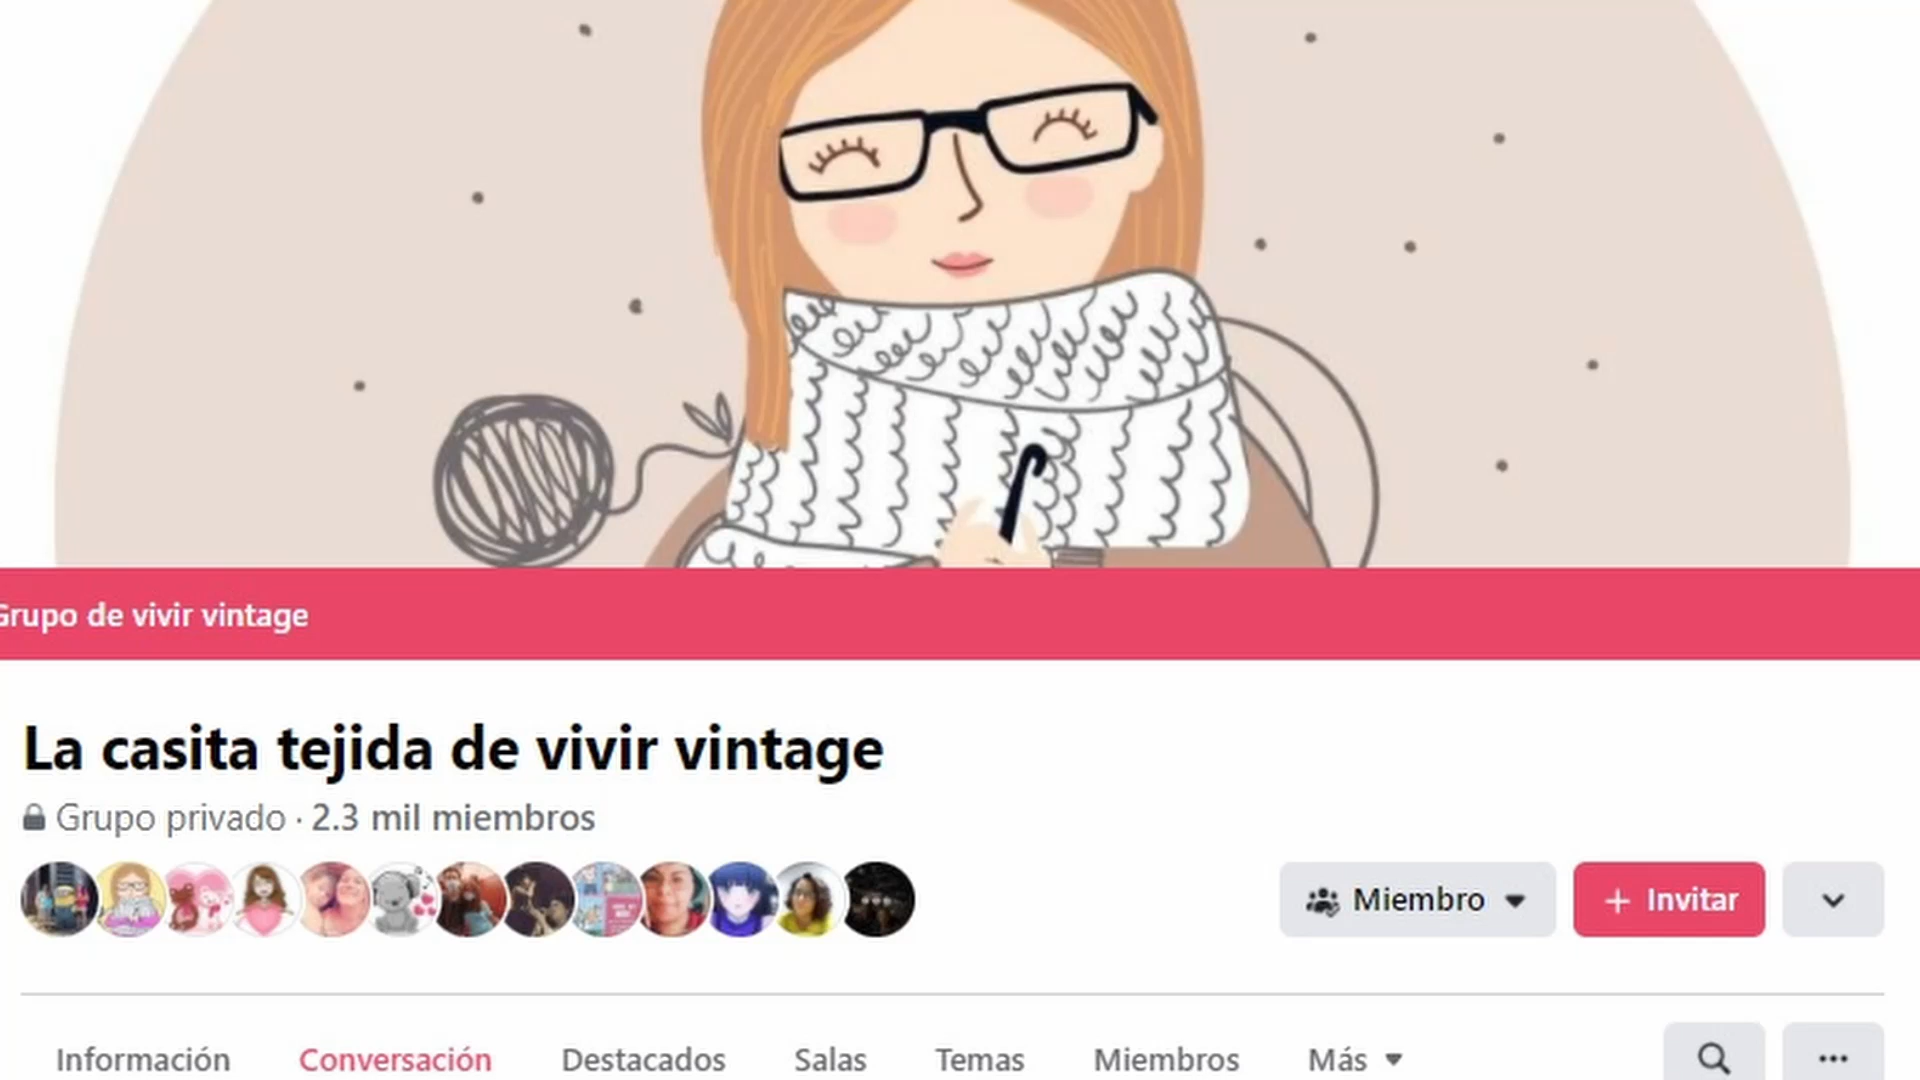 Grupo de vivir vintage
La casita tejida de vivir vintage
Grupo privado · 2.3 mil miembros
Miembro
+ Invitar
Información Conversación Destacados Salas Temas Miembros Más